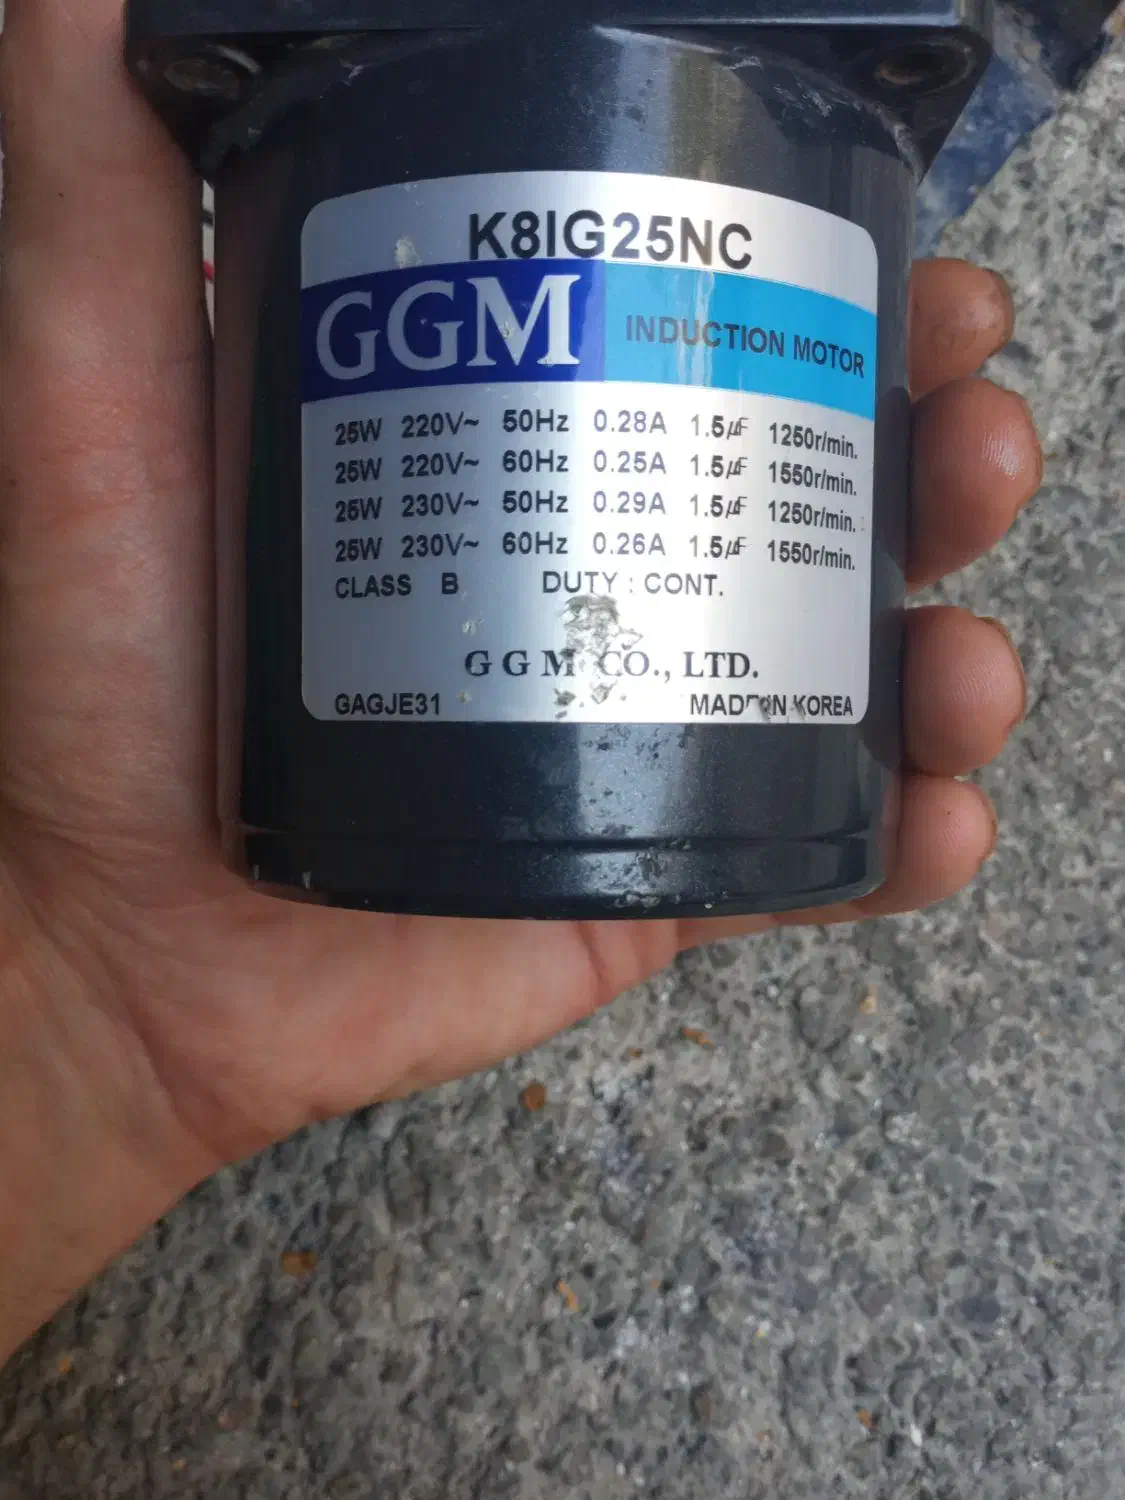 K8IG25NC
GGM INDUCTION MOTOR
25W 220V~ 50Hz 0.28A 1.5㎌ 1250r/min.
25W 220V~ 60Hz 0.25A 1.5㎌ 1550r/min.
25W 230V~ 50Hz 0.29A 1.5㎌ 1250r/min.
25W 230V~ 60Hz 0.26A 1.5㎌ 1550r/min.
CLASS B DUTY : CONT.
G G M CO., LTD.
GAGJE31 MADE IN KOREA